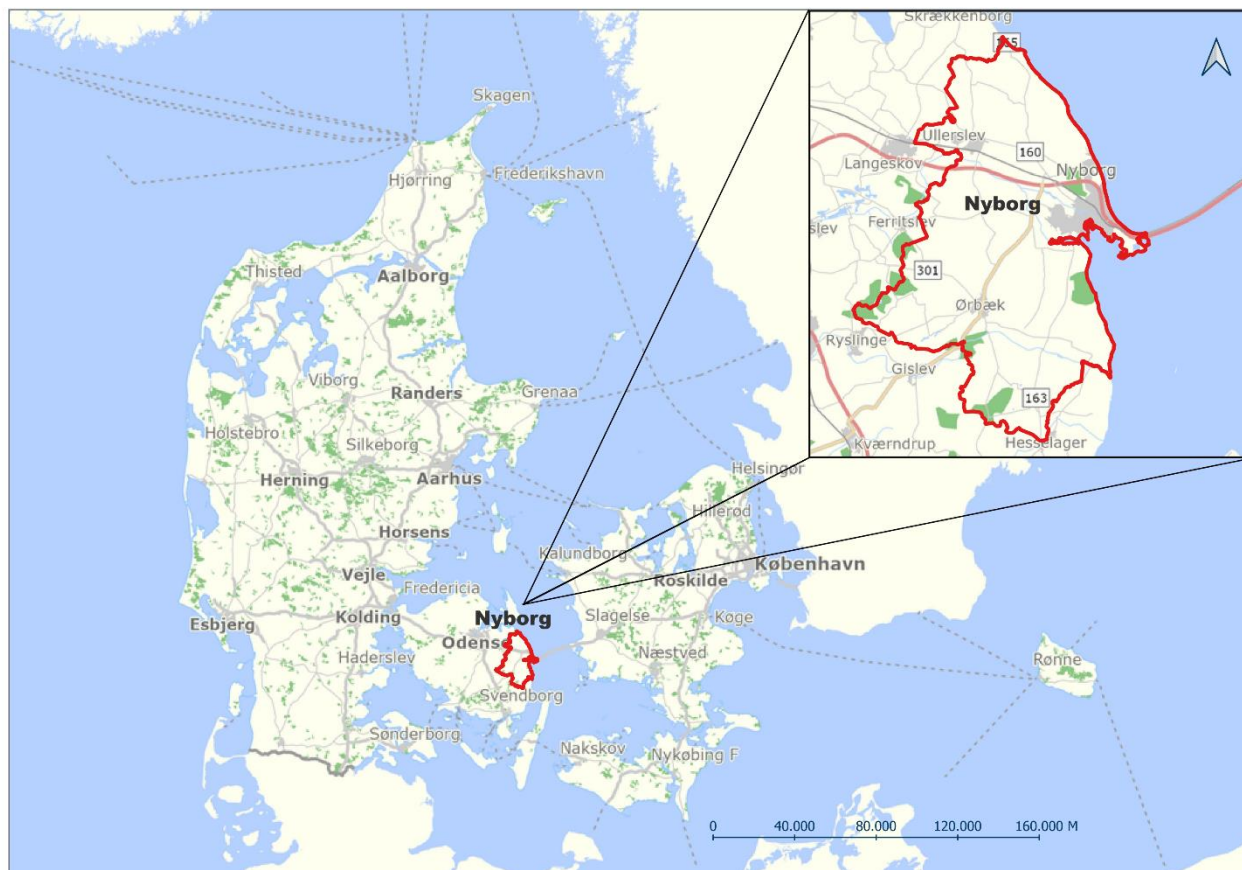 Skagen
Hjørring
Frederikshavn
Thisted
Aalborg
Viborg
Randers
Grenaa
Holstebro
Silkeborg
Herning
Aarhus
Horsens
Vejle
Fredericia
Kolding
Esbjerg
Haderslev
Nyborg
Odense
Svendborg
Sønderborg
Helsingør
Hillerød
Kalundborg
København
Roskilde
Slagelse
Køge
Næstved
Nakskov
Nykøbing F
Rønne
0 40.000 80.000 120.000 160.000 M
Skrækkenborg
Ullerslev
160
Langeskov
Nyborg
Nyborg
Ferritslev
slev
301
Ørbæk
Ryslinge
Gislev
163
Hesselager
Kværndrup